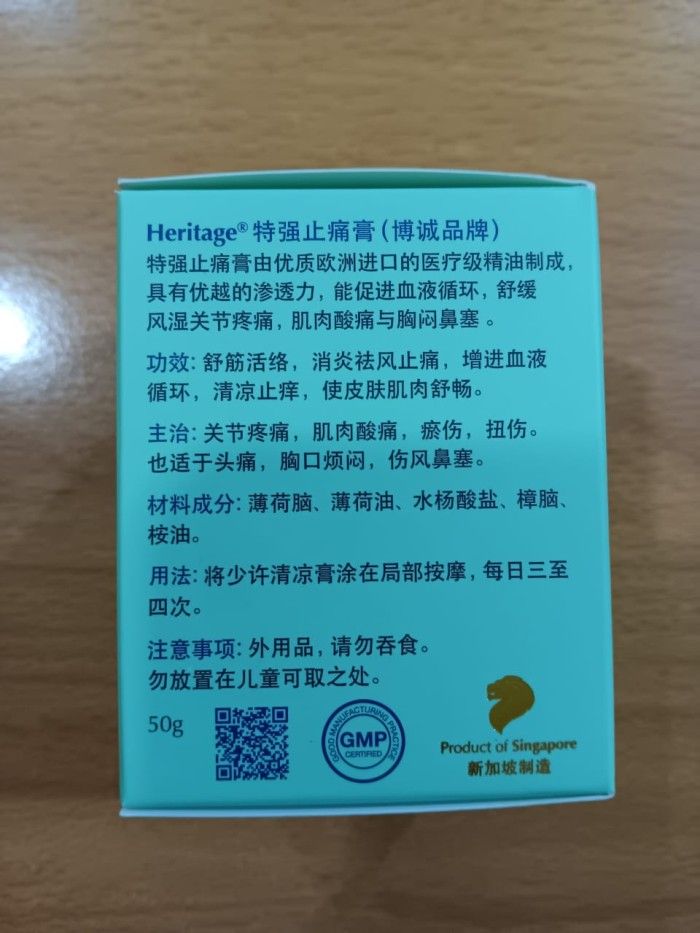 Heritage® 特强止痛膏(博诚品牌)
特强止痛膏由优质欧洲进口的医疗级精油制成,
具有优越的渗透力, 能促进血液循环, 舒缓
风湿关节疼痛, 肌肉酸痛与胸闷鼻塞。
功效: 舒筋活络, 消炎祛风止痛, 增进血液
循环, 清凉止痒, 使皮肤肌肉舒畅。
主治: 关节疼痛, 肌肉酸痛, 瘀伤, 扭伤。
也适于头痛, 胸口烦闷, 伤风鼻塞。
材料成分: 薄荷脑、薄荷油、水杨酸盐、樟脑、
桉油。
用法: 将少许清凉膏涂在局部按摩, 每日三至
四次。
注意事项: 外用品, 请勿吞食。
勿放置在儿童可取之处。
50g
GOOD MANUFACTURING PRACTICE
GMP
CERTIFIED
Product of Singapore
新加坡制造